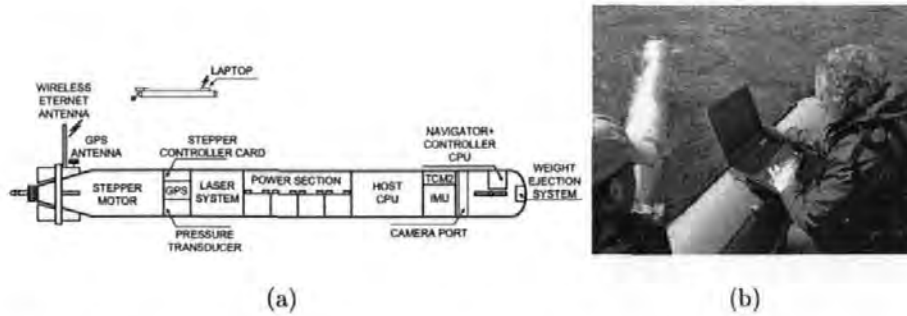 LAPTOP
WIRELESS
ETERNET
ANTENNA
GPS
ANTENNA
STEPPER
CONTROLLER CARD
NAVIGATOR+
CONTROLLER
CPU
WEIGHT
EJECTION
SYSTEM
STEPPER
MOTOR
GPS
LASER
SYSTEM
POWER SECTION
HOST
CPU
TCM2
IMU
PRESSURE
TRANSDUCER
CAMERA PORT
(a)
(b)